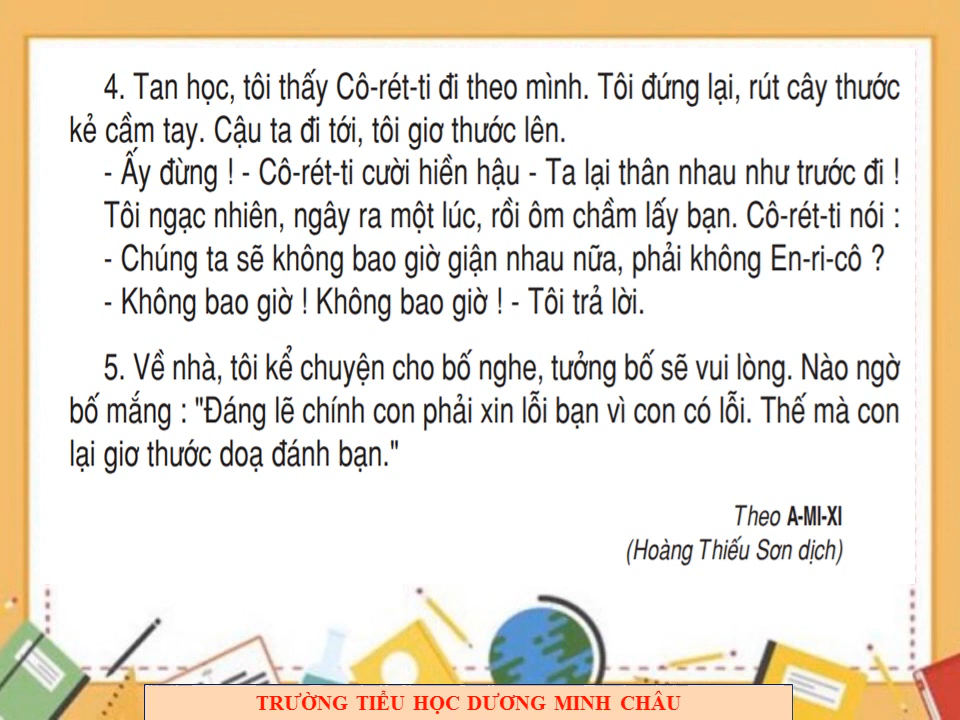 4. Tan học, tôi thấy Cô-rét-ti đi theo mình. Tôi đứng lại, rút cây thước
kẻ cầm tay. Cậu ta đi tới, tôi giơ thước lên.
- Ấy đừng ! - Cô-rét-ti cười hiền hậu - Ta lại thân nhau như trước đi !
Tôi ngạc nhiên, ngây ra một lúc, rồi ôm chầm lấy bạn. Cô-rét-ti nói :
- Chúng ta sẽ không bao giờ giận nhau nữa, phải không En-ri-cô ?
- Không bao giờ ! Không bao giờ ! - Tôi trả lời.
5. Về nhà, tôi kể chuyện cho bố nghe, tưởng bố sẽ vui lòng. Nào ngờ
bố mắng : "Đáng lẽ chính con phải xin lỗi bạn vì con có lỗi. Thế mà con
lại giơ thước doạ đánh bạn."
Theo A-MI-XI
(Hoàng Thiếu Sơn dịch)
TRƯỜNG TIỂU HỌC DƯƠNG MINH CHÂU